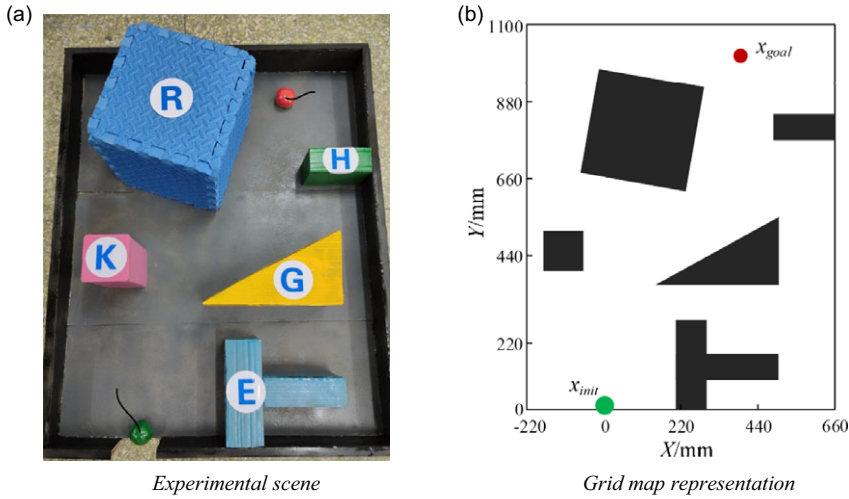 (a)
R
H
K
G
E
Experimental scene
(b)
1100
880
660
440
220
0
Y/mm
x_goal
x_init
-220 0 220 440 660
X/mm
Grid map representation